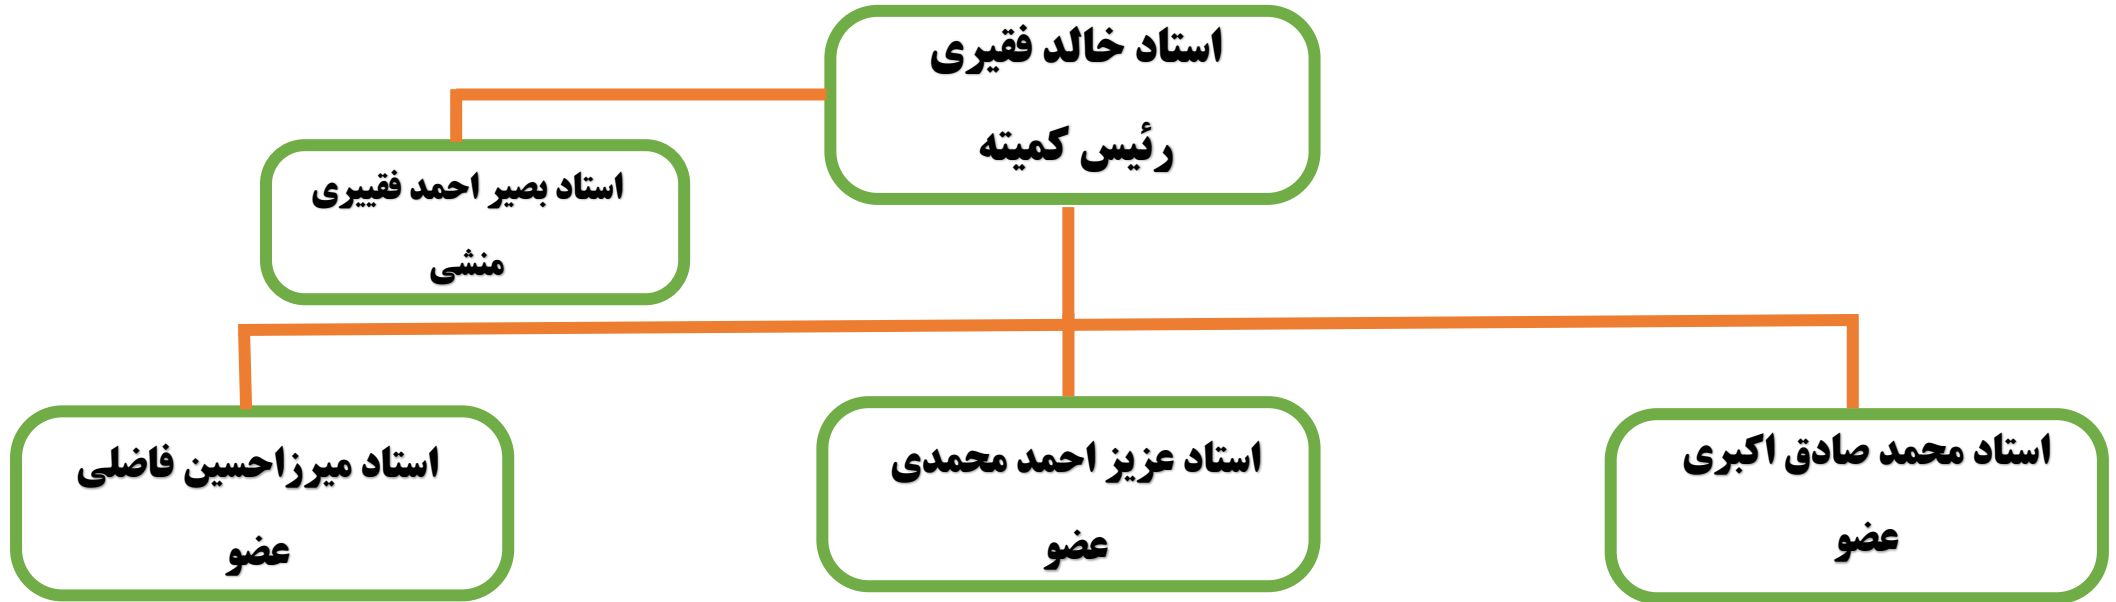 استاد خالد فقیری
رئیس کمیته
استاد بصیر احمد فقییری
منشی
استاد محمد صادق اکبری
عضو
استاد عزیز احمد محمدی
عضو
استاد میرزاحسین فاضلی
عضو